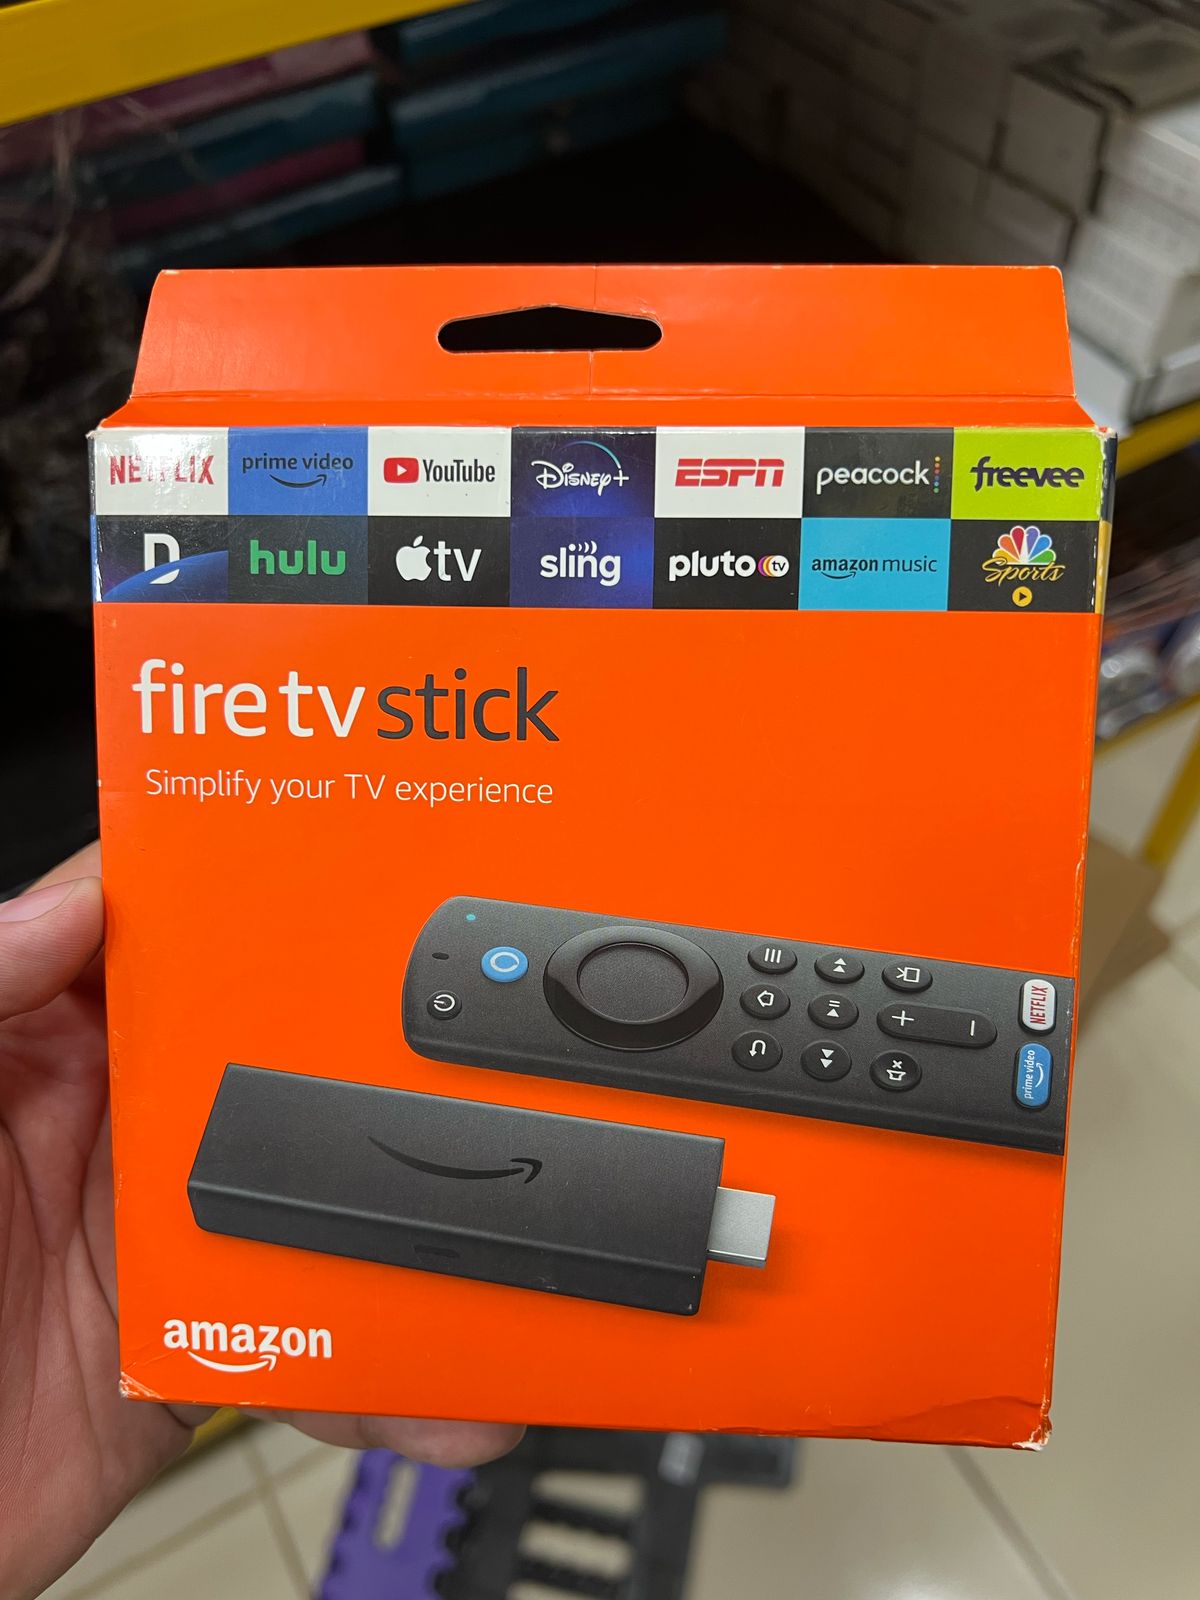 NETFLIX prime video YouTube Disney+ ESPN peacock freevee
D hulu tv sling pluto tv amazon music Sports
fire tv stick
Simplify your TV experience
NETFLIX
prime video
amazon